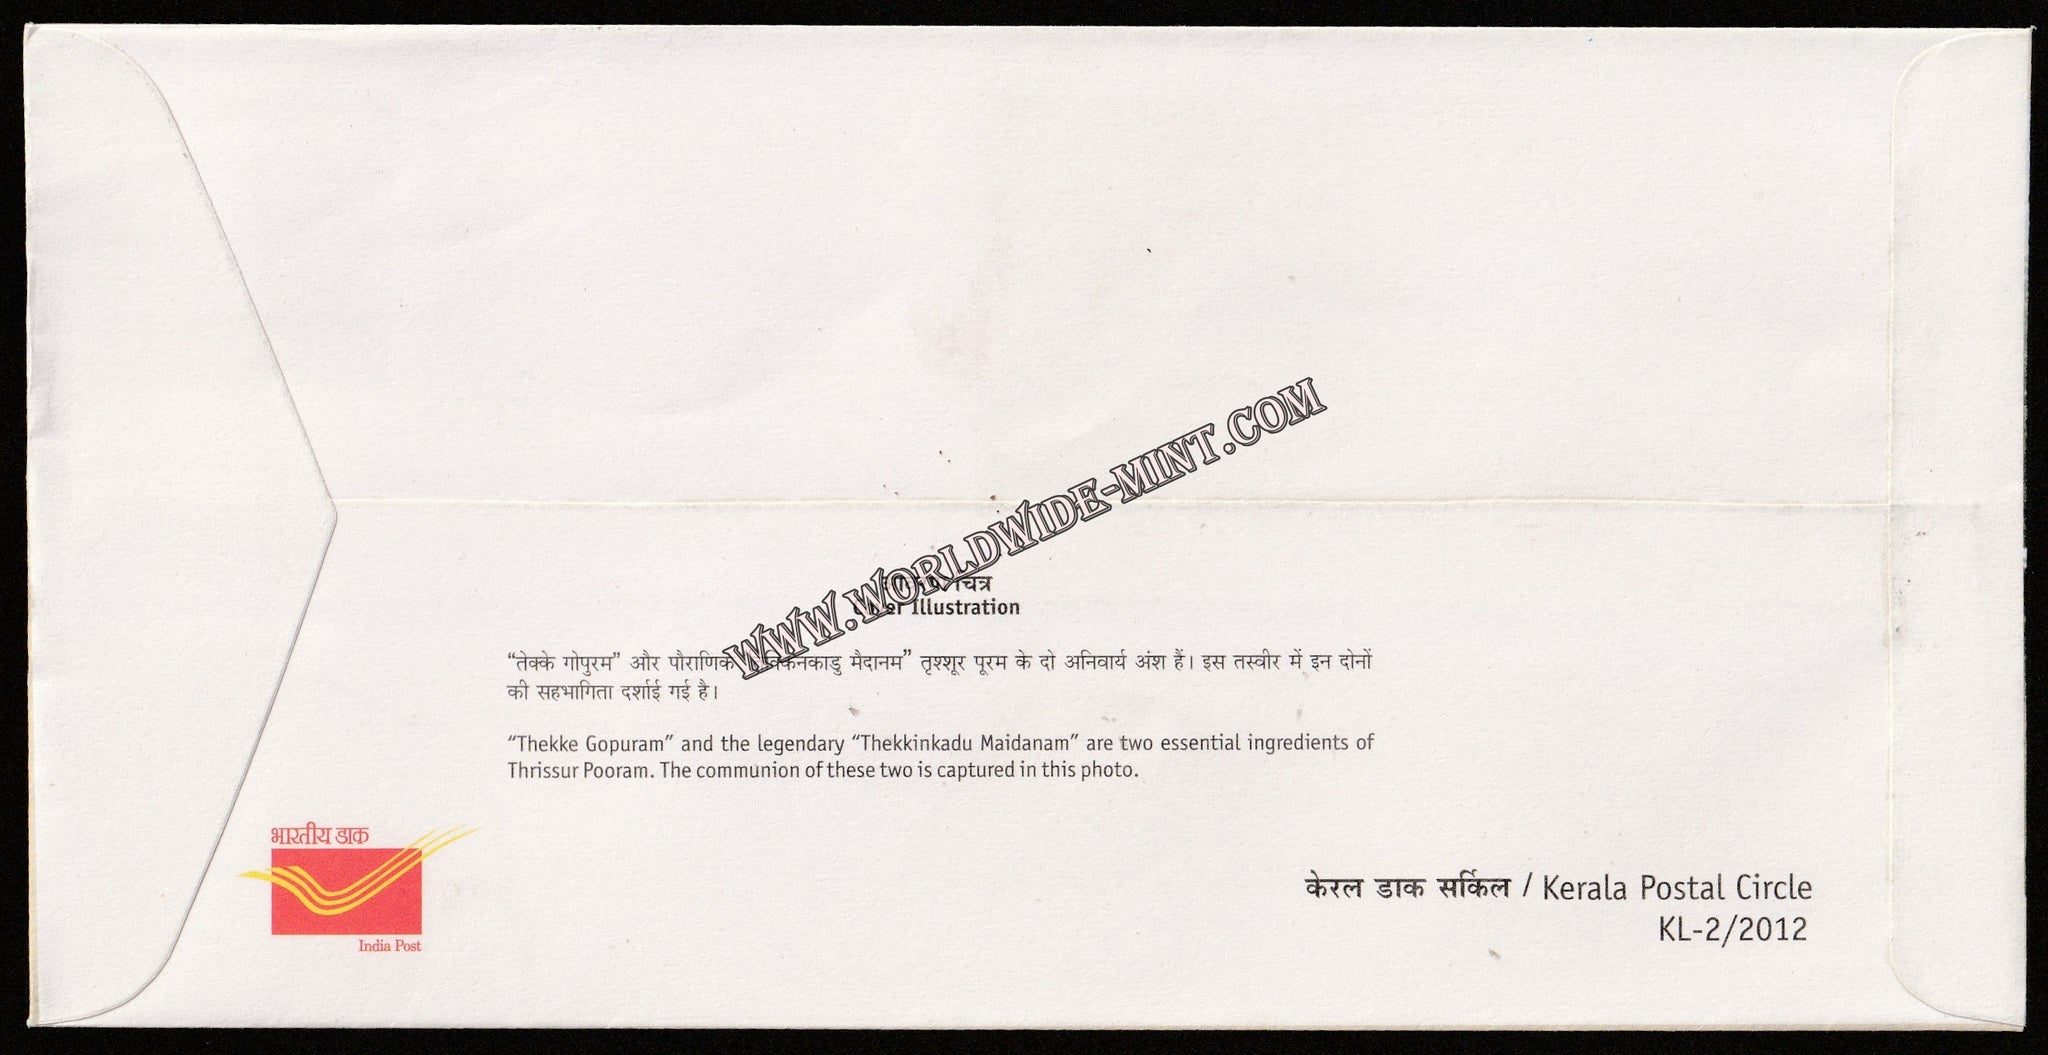 WWW.WORLDWIDE-MINT.COM
चित्र
Illustration
“तेक्के गोपुरम” और पौराणिक मैदानम” तृश्शूर पूरम के दो अनिवार्य अंश हैं। इस तस्वीर में इन दोनों
की सहभागिता दर्शाई गई है।
“Thekke Gopuram” and the legendary “Thekkinkadu Maidanam” are two essential ingredients of
Thrissur Pooram. The communion of these two is captured in this photo.
भारतीय डाक
India Post
केरल डाक सर्किल / Kerala Postal Circle
KL-2/2012